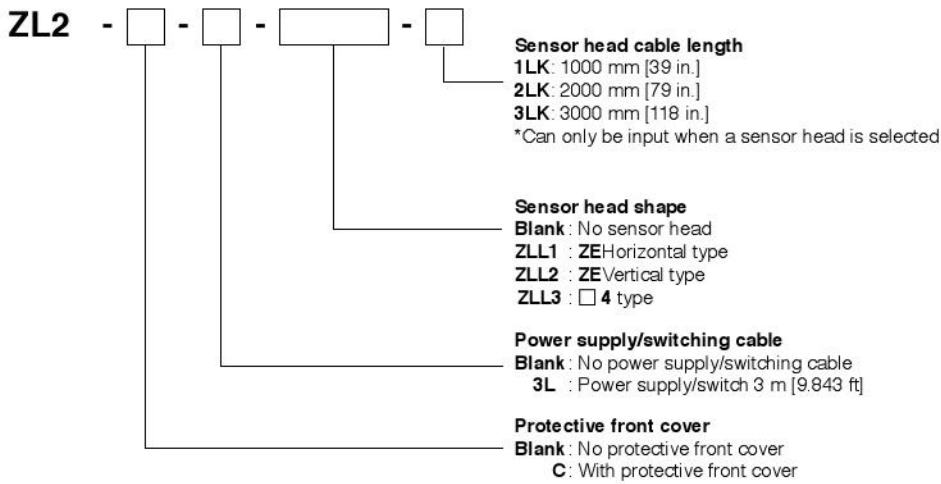 ZL2 - □ - □ - □ - □
Sensor head cable length
1LK: 1000 mm [39 in.]
2LK: 2000 mm [79 in.]
3LK: 3000 mm [118 in.]
*Can only be input when a sensor head is selected
Sensor head shape
Blank : No sensor head
ZLL1 : ZEHorizontal type
ZLL2 : ZEVertical type
ZLL3 : □ 4 type
Power supply/switching cable
Blank : No power supply/switching cable
3L : Power supply/switch 3 m [9.843 ft]
Protective front cover
Blank : No protective front cover
C : With protective front cover